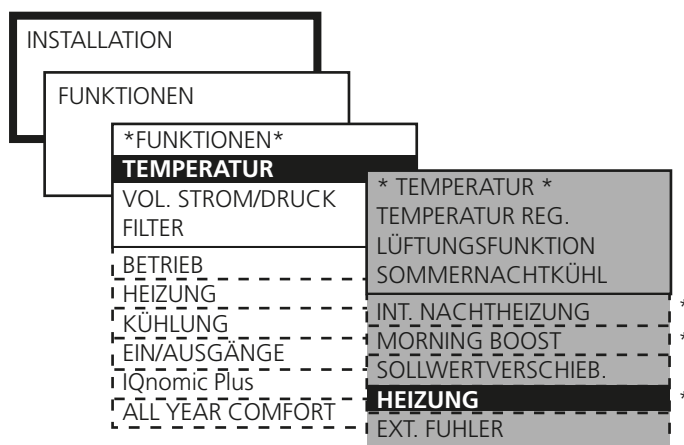 INSTALLATION
FUNKTIONEN
*FUNKTIONEN*
TEMPERATUR
VOL. STROM/DRUCK
FILTER
BETRIEB
HEIZUNG
KÜHLUNG
EIN/AUSGÄNGE
IQnomic Plus
ALL YEAR COMFORT
* TEMPERATUR *
TEMPERATUR REG.
LÜFTUNGSFUNKTION
SOMMERNACHTKÜHL
INT. NACHTHEIZUNG *
MORNING BOOST *
SOLLWERTVERSCHIEB.
HEIZUNG *
EXT. FUHLER